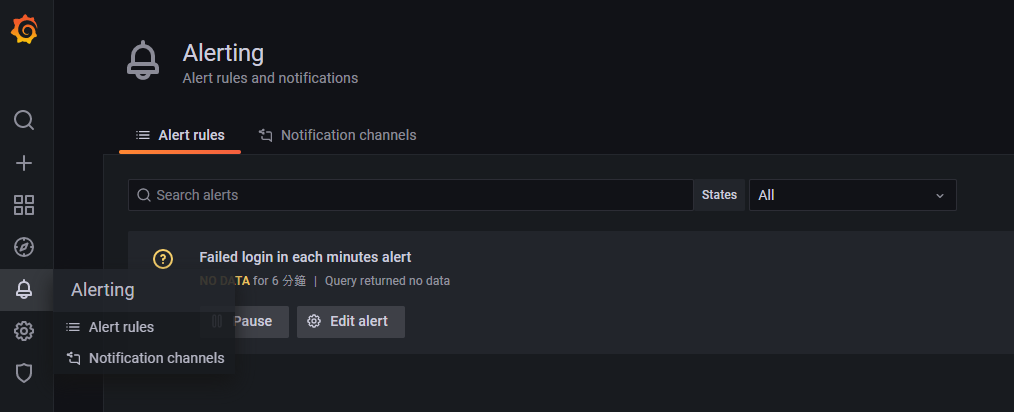 Alerting
Alert rules and notifications
Alert rules
Notification channels
Search alerts
States
All
Failed login in each minutes alert
NO DATA for 6 分鐘 | Query returned no data
Pause
Edit alert
Alerting
Alert rules
Notification channels